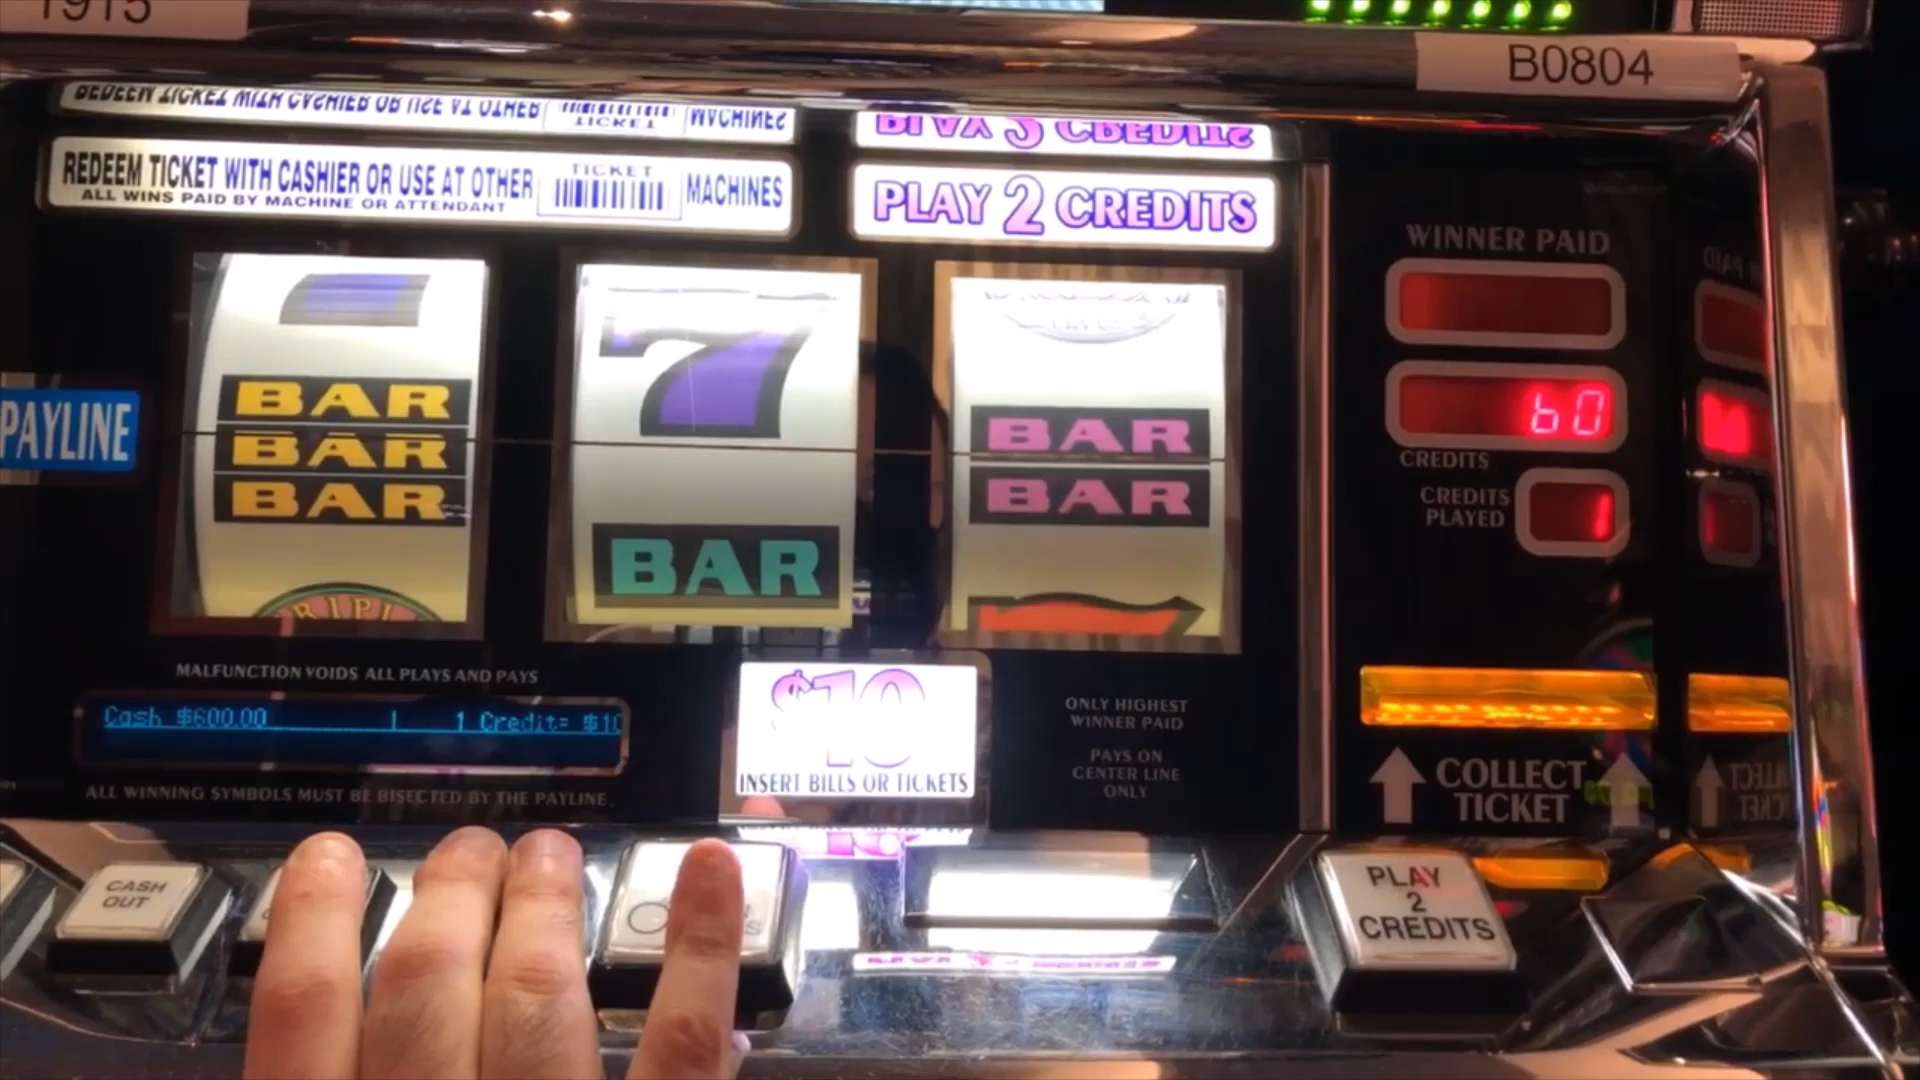 1915
B0804
REDEEM TICKET WITH CASHIER OR USE AT OTHER TICKET MACHINES
ALL WINS PAID BY MACHINE OR ATTENDANT
PLAY 2 CREDITS
WINNER PAID
PAYLINE
7
BAR
BAR
BAR
BAR
BAR
BAR
60
CREDITS
CREDITS
PLAYED
1
MALFUNCTION VOIDS ALL PLAYS AND PAYS
Cash $600.00 1 Credit= $10
ALL WINNING SYMBOLS MUST BE BISECTED BY THE PAYLINE.
$10
INSERT BILLS OR TICKETS
ONLY HIGHEST
WINNER PAID
PAYS ON
CENTER LINE
ONLY
COLLECT
TICKET
CASH
OUT
PLAY
2
CREDITS